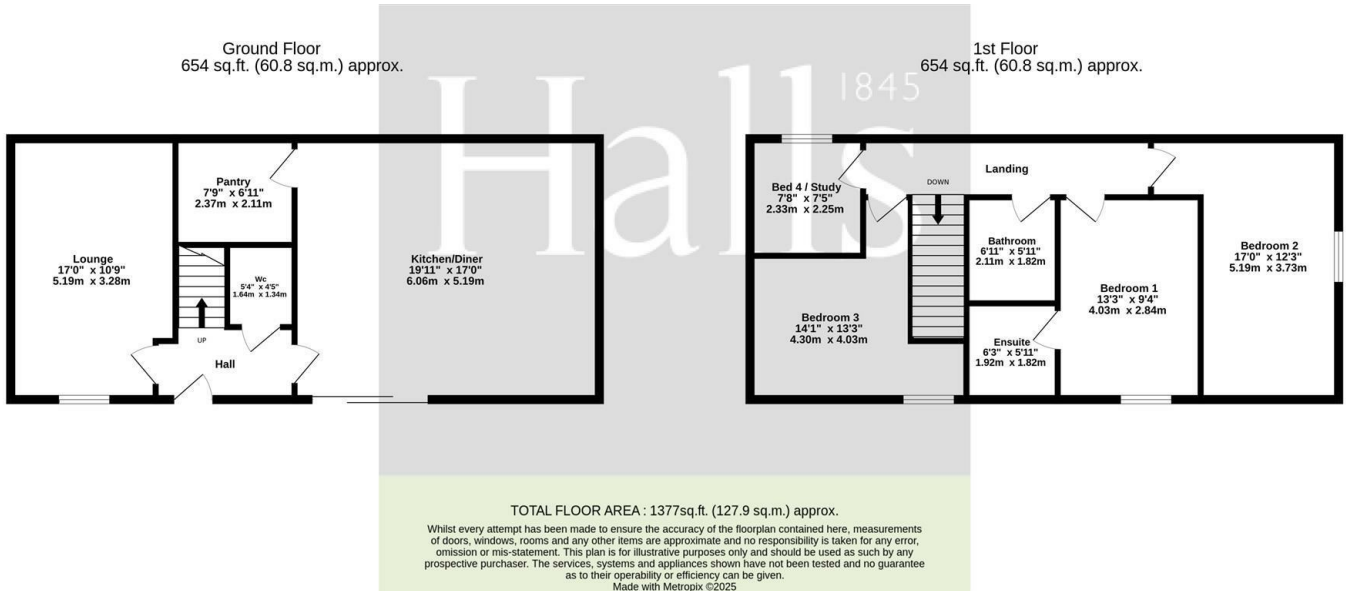 Halls
1845
Ground Floor
654 sq.ft. (60.8 sq.m.) approx.
Lounge
17'0" x 10'9"
5.19m x 3.28m
Pantry
7'9" x 6'11"
2.37m x 2.11m
Wc
5'4" x 4'5"
1.64m x 1.34m
UP
Hall
Kitchen/Diner
19'11" x 17'0"
6.06m x 5.19m
1st Floor
654 sq.ft. (60.8 sq.m.) approx.
Bed 4 / Study
7'8" x 7'5"
2.33m x 2.25m
DOWN
Landing
Bathroom
6'11" x 5'11"
2.11m x 1.82m
Bedroom 2
17'0" x 12'3"
5.19m x 3.73m
Bedroom 1
13'3" x 9'4"
4.03m x 2.84m
Bedroom 3
14'1" x 13'3"
4.30m x 4.03m
Ensuite
6'3" x 5'11"
1.92m x 1.82m
TOTAL FLOOR AREA : 1377sq.ft. (127.9 sq.m.) approx.
Whilst every attempt has been made to ensure the accuracy of the floorplan contained here, measurements
of doors, windows, rooms and any other items are approximate and no responsibility is taken for any error,
omission or mis-statement. This plan is for illustrative purposes only and should be used as such by any
prospective purchaser. The services, systems and appliances shown have not been tested and no guarantee
as to their operability or efficiency can be given.
Made with Metropix ©2025